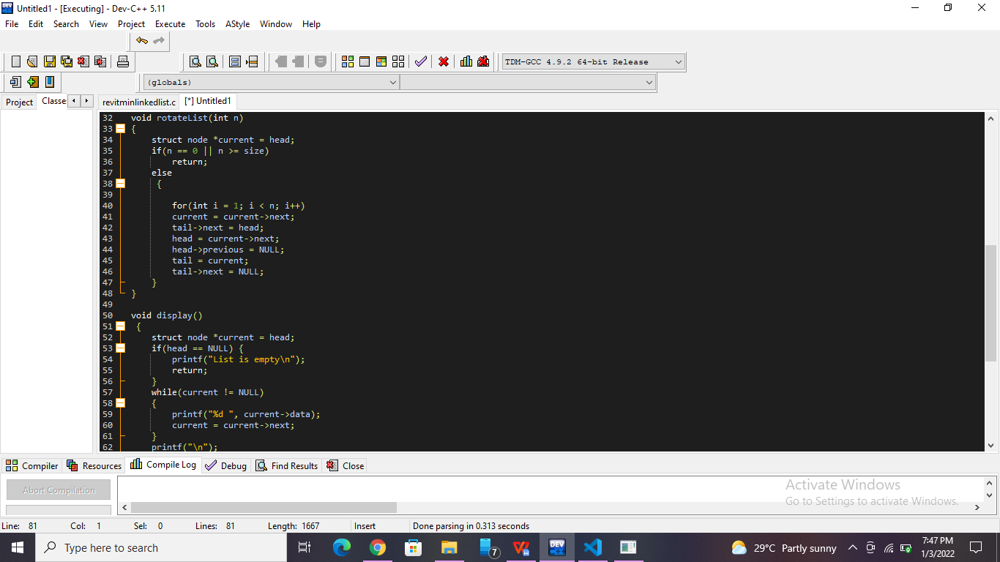 Untitled1 - [Executing] - Dev-C++ 5.11
File Edit Search View Project Execute Tools AStyle Window Help
TDM-GCC 4.9.2 64-bit Release
(globals)
Project Classe revitminlinkedlist.c [*] Untitled1
32 void rotateList(int n)
33 {
34 struct node *current = head;
35 if(n == 0 || n >= size)
36 return;
37 else
38 {
39
40 for(int i = 1; i < n; i++)
41 current = current->next;
42 tail->next = head;
43 head = current->next;
44 head->previous = NULL;
45 tail = current;
46 tail->next = NULL;
47 }
48 }
49
50 void display()
51 {
52 struct node *current = head;
53 if(head == NULL) {
54 printf("List is empty\n");
55 return;
56 }
57 while(current != NULL)
58 {
59 printf("%d ", current->data);
60 current = current->next;
61 }
62 printf("\n");
Compiler Resources Compile Log Debug Find Results Close
Abort Compilation
Activate Windows
Go to Settings to activate Windows.
Line: 81 Col: 1 Sel: 0 Lines: 81 Length: 1667 Insert Done parsing in 0.313 seconds
Type here to search
7
DEV
29°C Partly sunny
7:47 PM
1/3/2022